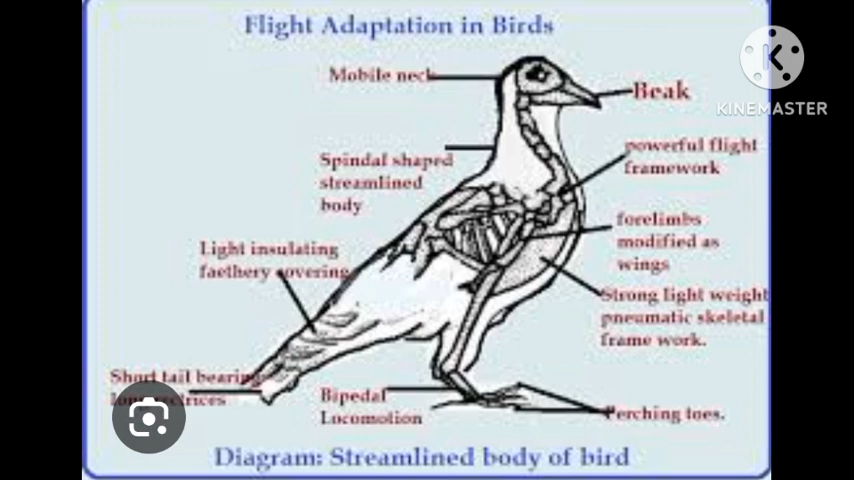 Flight Adaptation in Birds
Mobile neck
Beak
KINEMASTER
Spindal shaped
streamlined
body
powerful flight
framework
forelimbs
modified as
wings
Light insulating
faethery covering
Strong light weight
pneumatic skeletal
frame work.
Short tail bearing
rectrices
Bipedal
Locomotion
Perching toes.
Diagram: Streamlined body of bird